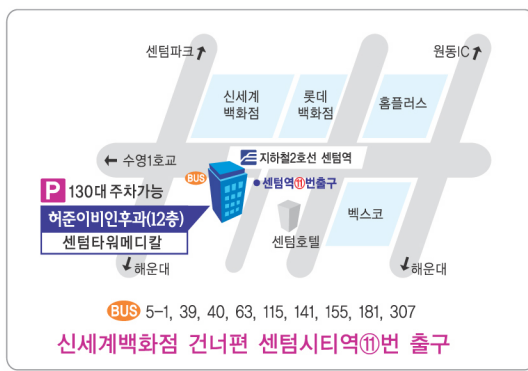 센텀파크
원동IC
신세계
백화점
롯데
백화점
홈플러스
수영1호교
지하철2호선 센텀역
BUS
센텀역⑪번출구
P 130대 주차가능
허준이비인후과(12층)
센텀타워메디칼
벡스코
센텀호텔
해운대
해운대
BUS 5-1, 39, 40, 63, 115, 141, 155, 181, 307
신세계백화점 건너편 센텀시티역⑪번 출구